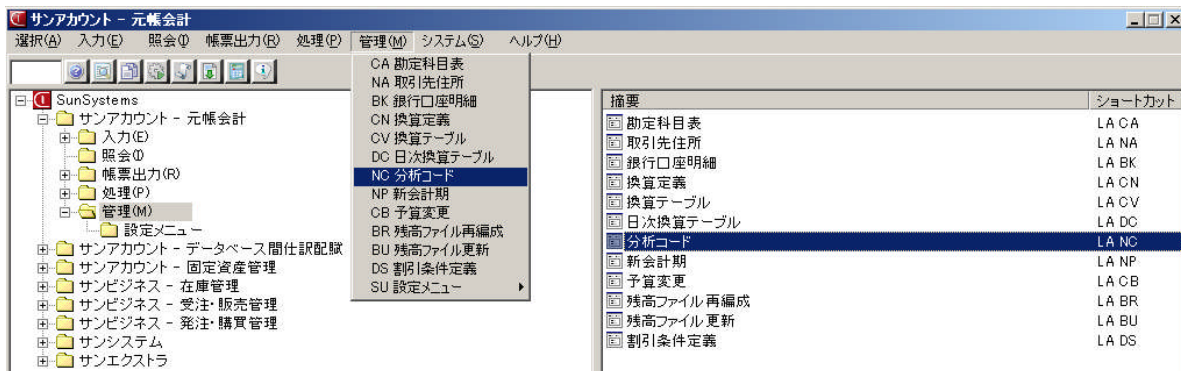 サンアカウント - 元帳会計
選択(A) 入力(E) 照会(I) 帳票出力(R) 処理(P) 管理(M) システム(S) ヘルプ(H)
CA 勘定科目表
NA 取引先住所
BK 銀行口座明細
CN 換算定義
CV 換算テーブル
DC 日次換算テーブル
NC 分析コード
NP 新会計期
CB 予算変更
BR 残高ファイル再編成
BU 残高ファイル更新
DS 割引条件定義
SU 設定メニュー
SunSystems
サンアカウント - 元帳会計
入力(E)
照会(I)
帳票出力(R)
処理(P)
管理(M)
設定メニュー
サンアカウント - データベース間仕訳配賦
サンアカウント - 固定資産管理
サンビジネス - 在庫管理
サンビジネス - 受注・販売管理
サンビジネス - 発注・購買管理
サンシステム
サンエクストラ
摘要 ショートカット
勘定科目表 LA CA
取引先住所 LA NA
銀行口座明細 LA BK
換算定義 LA CN
換算テーブル LA CV
日次換算テーブル LA DC
分析コード LA NC
新会計期 LA NP
予算変更 LA CB
残高ファイル再編成 LA BR
残高ファイル更新 LA BU
割引条件定義 LA DS